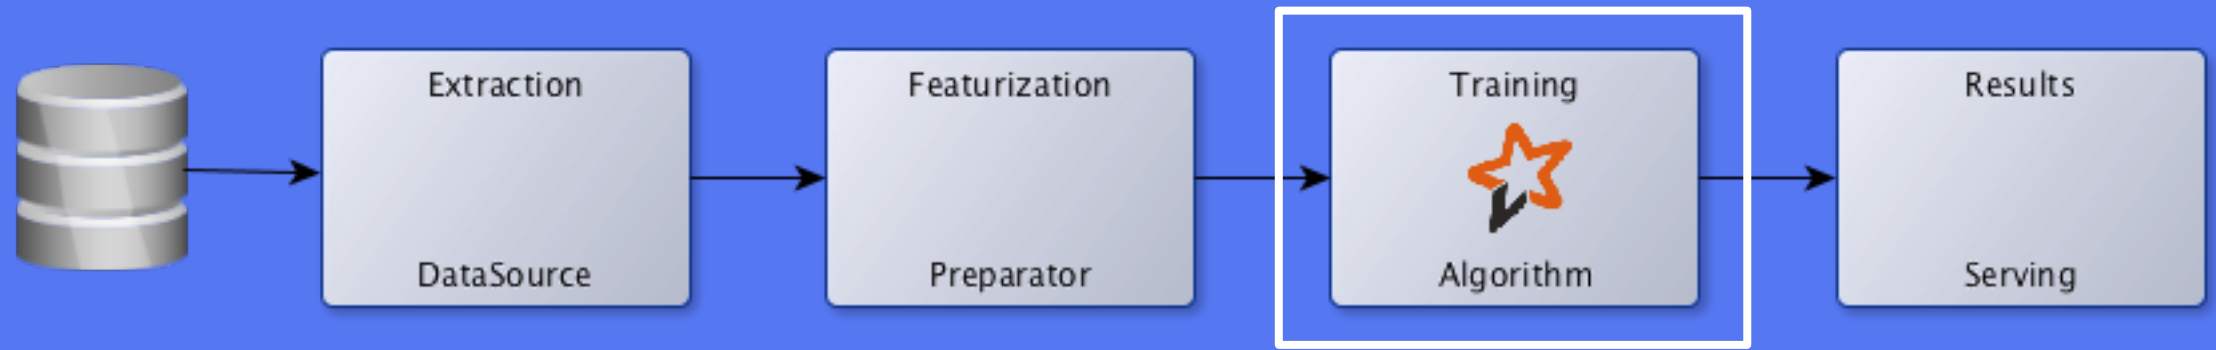 Extraction
DataSource
Featurization
Preparator
Training
Algorithm
Results
Serving